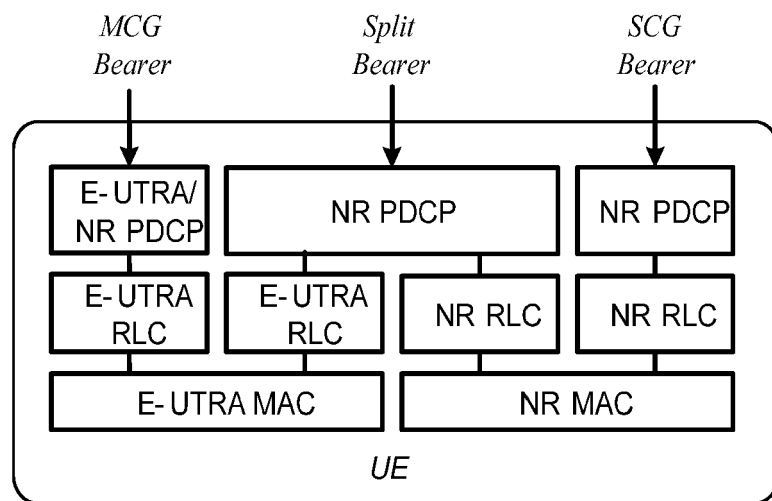 MCG
Bearer
Split
Bearer
SCG
Bearer
E-UTRA/
NR PDCP
NR PDCP
NR PDCP
E-UTRA
RLC
E-UTRA
RLC
NR RLC
NR RLC
E-UTRA MAC
NR MAC
UE